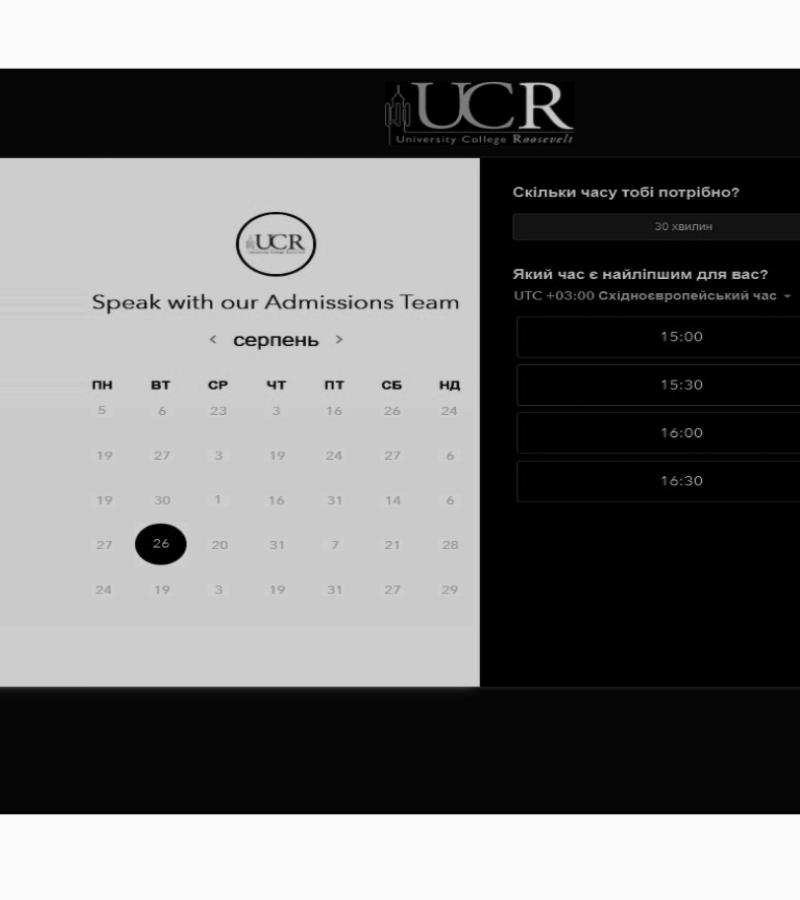 UCR
University College Roosevelt
UCR
Speak with our Admissions Team
< серпень >
ПН ВТ СР ЧТ ПТ СБ НД
5 6 23 3 16 26 24
19 27 3 19 24 27 6
19 30 1 16 31 14 6
27 26 20 31 7 21 28
24 19 3 19 31 27 29
Скільки часу тобі потрібно?
30 хвилин
Який час є найліпшим для вас?
UTC +03:00 Східноєвропейський час
15:00
15:30
16:00
16:30